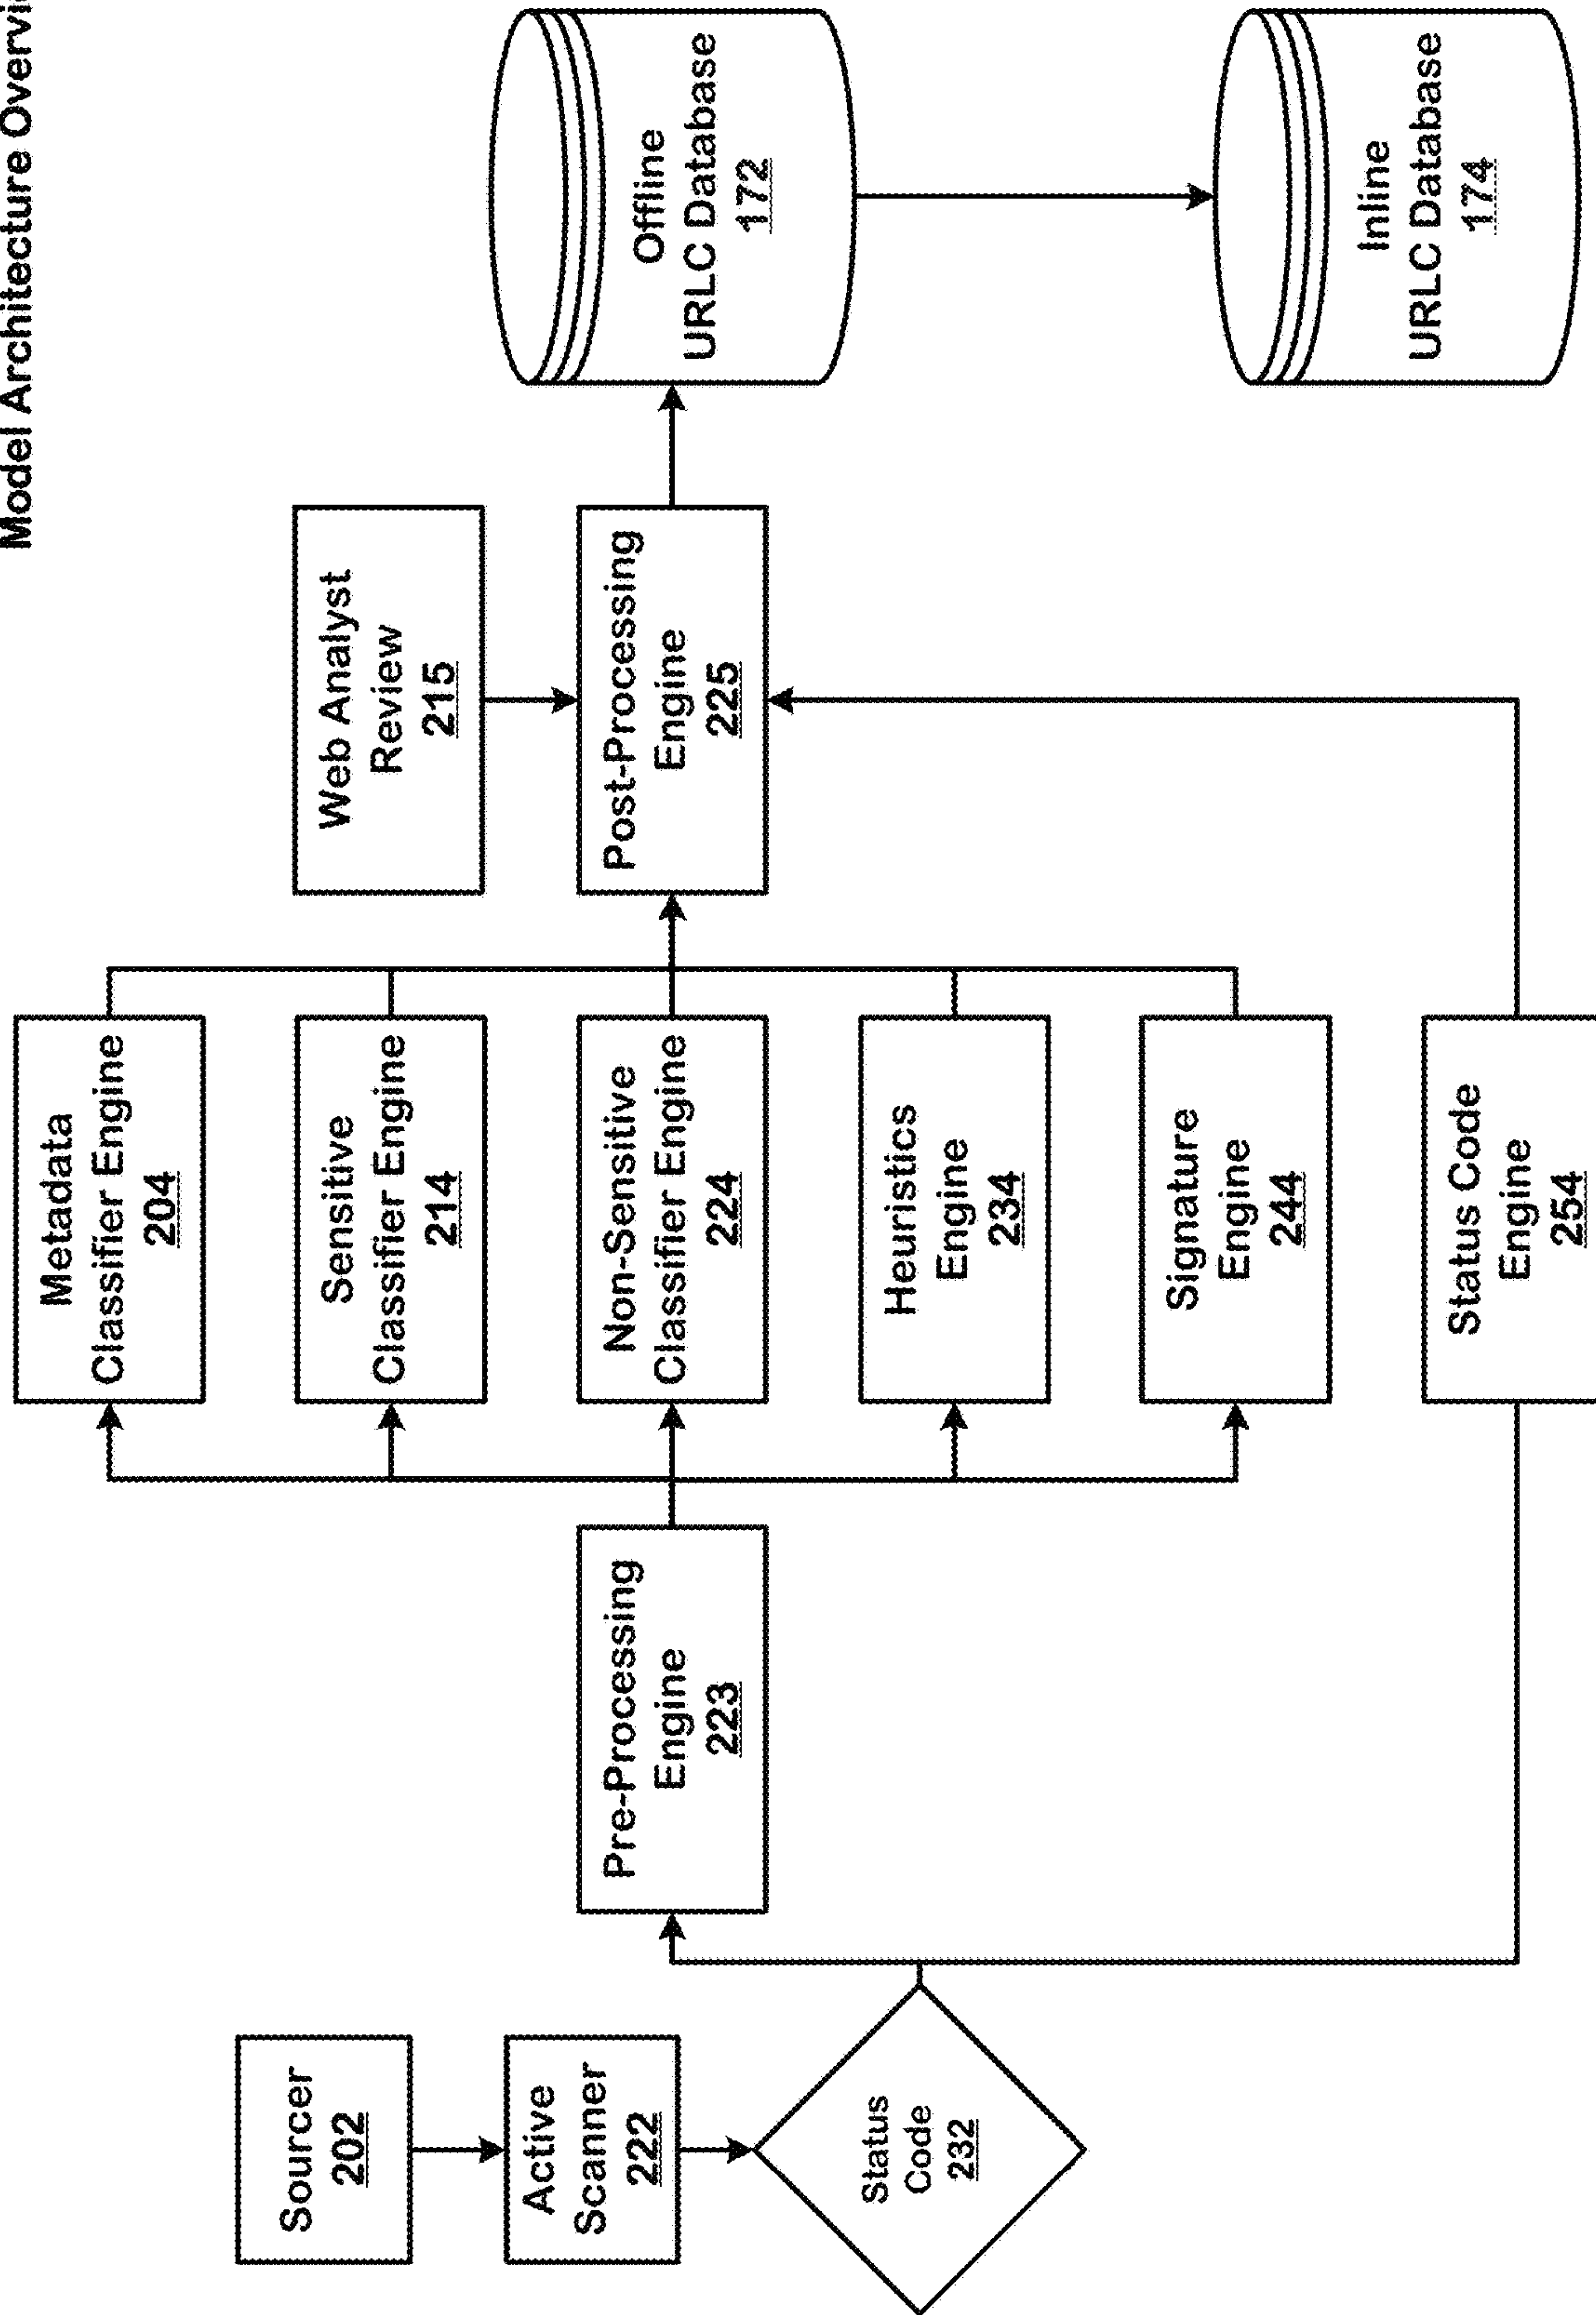 Model Architecture Overvi
Sourcer
202
Active
Scanner
222
Status
Code
232
Pre-Processing
Engine
223
Metadata
Classifier Engine
204
Sensitive
Classifier Engine
214
Non-Sensitive
Classifier Engine
224
Heuristics
Engine
234
Signature
Engine
244
Status Code
Engine
254
Web Analyst
Review
215
Post-Processing
Engine
225
Offline
URLC Database
172
Inline
URLC Database
174